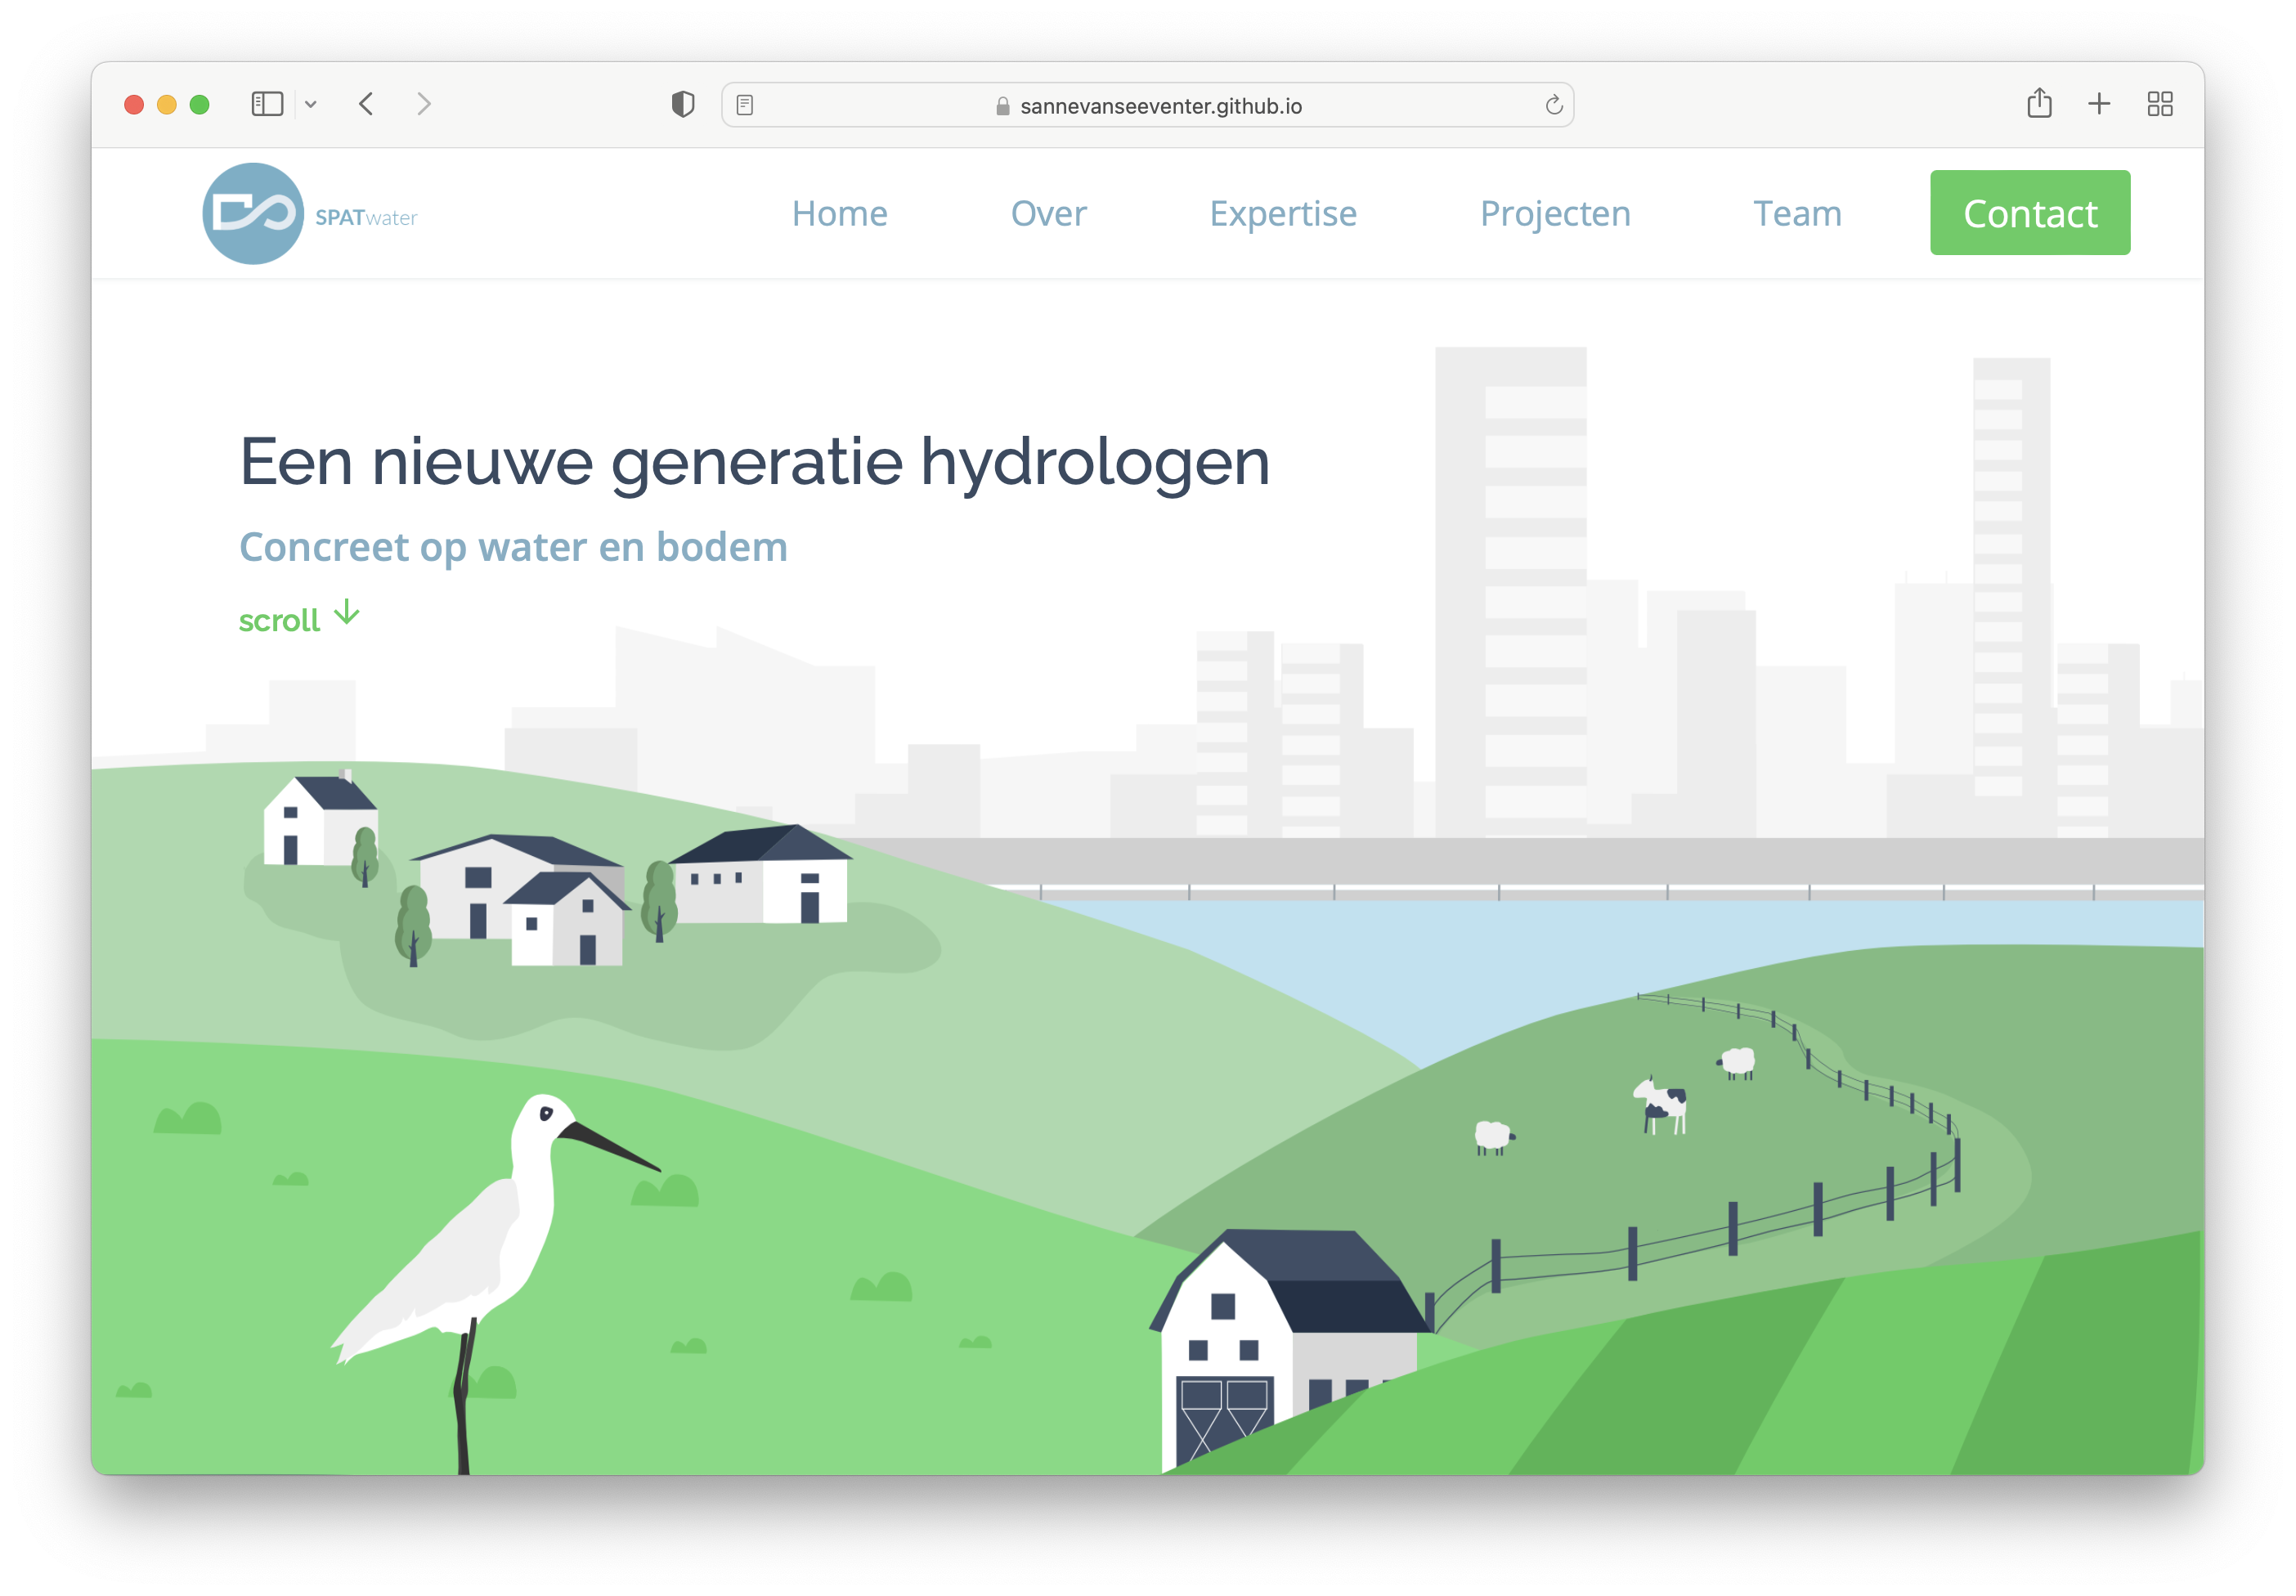 sannevanseeventer.github.io
SPATwater
Home Over Expertise Projecten Team Contact
Een nieuwe generatie hydrologen
Concreet op water en bodem
scroll